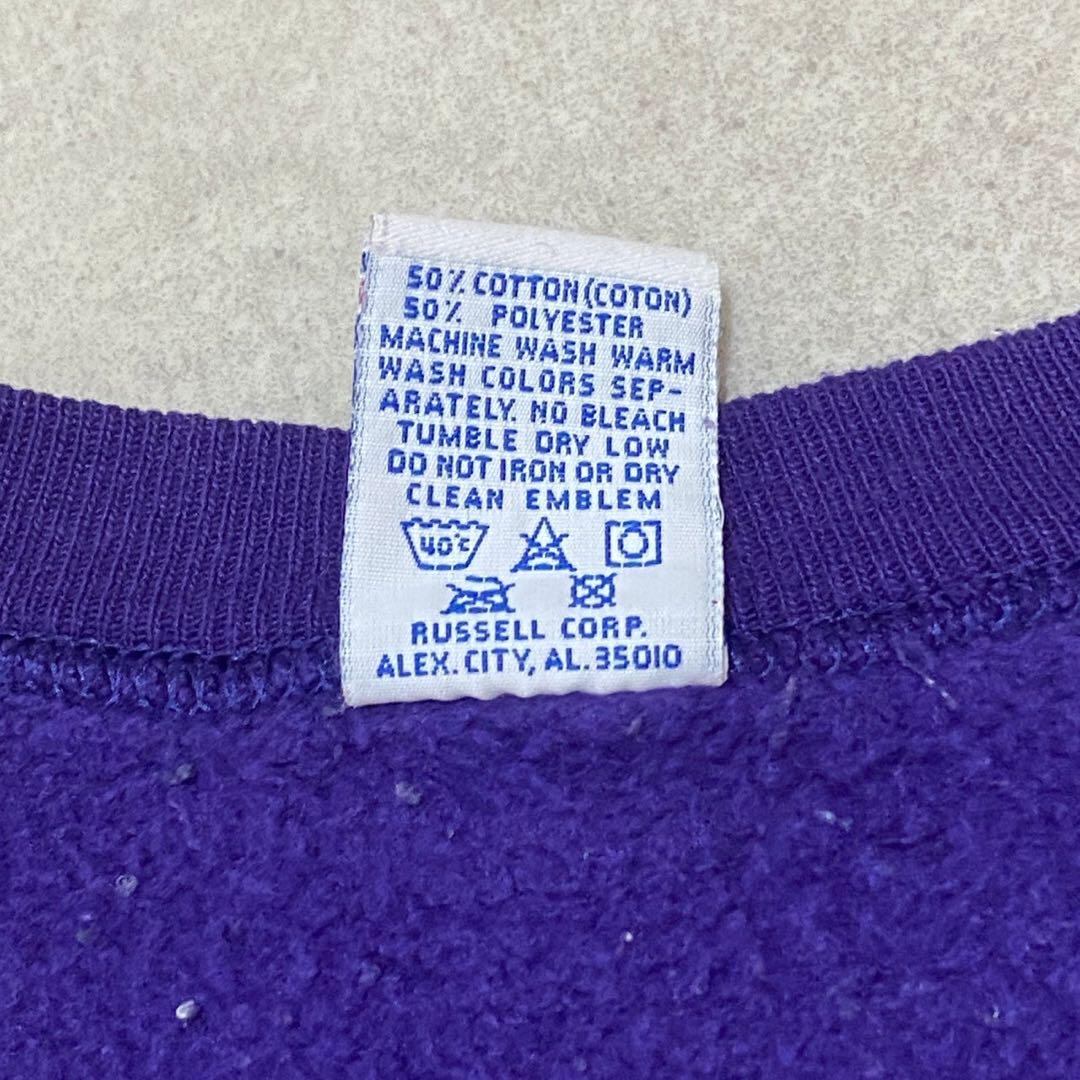 50% COTTON (COTON)
50% POLYESTER
MACHINE WASH WARM
WASH COLORS SEP-
ARATELY. NO BLEACH
TUMBLE DRY LOW
DO NOT IRON OR DRY
CLEAN EMBLEM
40°C
RUSSELL CORP.
ALEX. CITY, AL. 35010